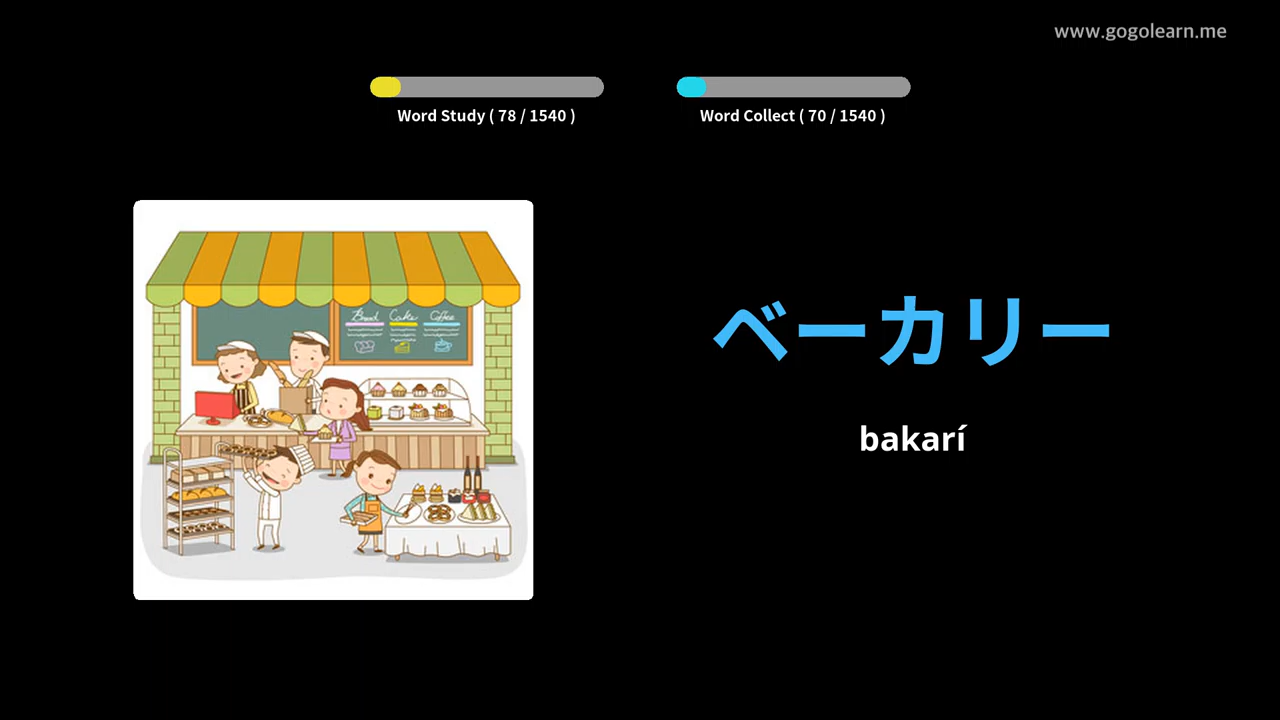 www.gogolearn.me
Word Study ( 78 / 1540 )
Word Collect ( 70 / 1540 )
Bread Cake Coffee
ベーカリー
bakarí